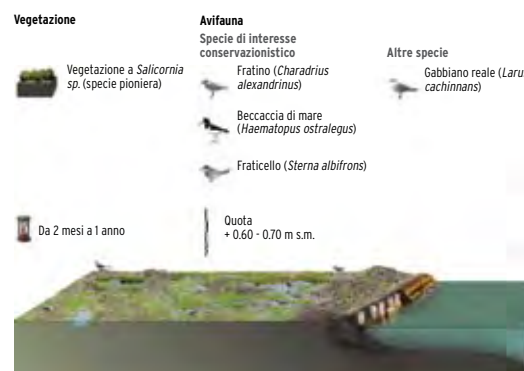 Vegetazione
Vegetazione a Salicornia
sp. (specie pioniera)
Da 2 mesi a 1 anno
Avifauna
Specie di interesse
conservazionistico
Fratino (Charadrius
alexandrinus)
Beccaccia di mare
(Haematopus ostralegus)
Fraticello (Sterna albifrons)
Quota
+ 0.60 - 0.70 m s.m.
Altre specie
Gabbiano reale (Laru
cachinnans)